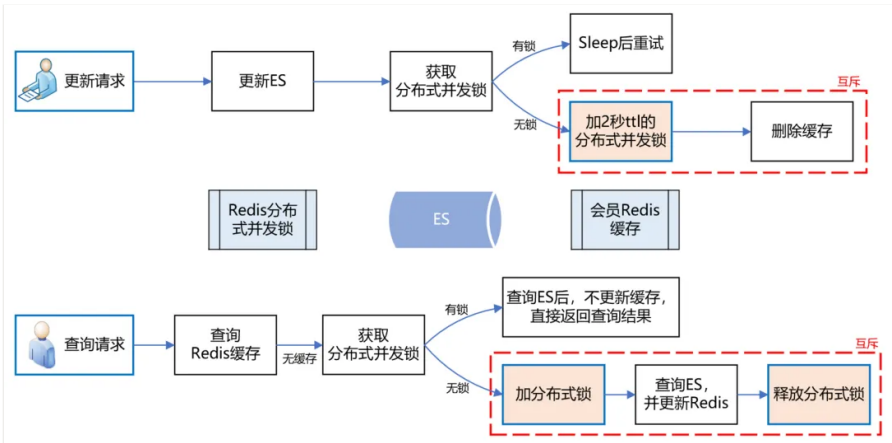 更新请求
更新ES
获取
分布式并发锁
有锁
Sleep后重试
无锁
互斥
加2秒ttl的
分布式并发锁
删除缓存
Redis分布
式并发锁
ES
会员Redis
缓存
查询请求
查询
Redis缓存
无缓存
获取
分布式并发锁
有锁
查询ES后，不更新缓存，
直接返回查询结果
无锁
互斥
加分布式锁
查询ES，
并更新Redis
释放分布式锁